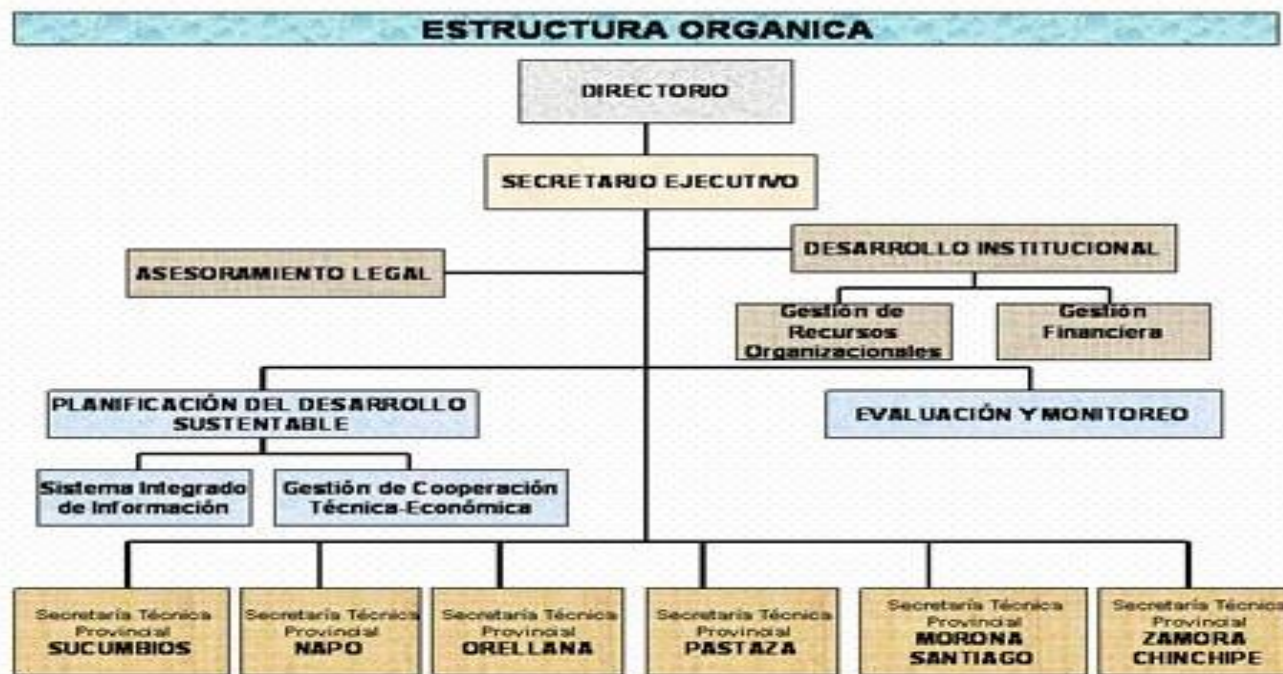 ESTRUCTURA ORGANICA
DIRECTORIO
SECRETARIO EJECUTIVO
DESARROLLO INSTITUCIONAL
ASESORAMIENTO LEGAL
Gestión de
Recursos
Organizacionales
Gestión
Financiera
PLANIFICACIÓN DEL DESARROLLO
SUSTENTABLE
EVALUACIÓN Y MONITOREO
Sistema Integrado
de Información
Gestión de Cooperación
Técnica-Económica
Secretaría Técnica
Provincial
SUCUMBIOS
Secretaría Técnica
Provincial
NAPO
Secretaría Técnica
Provincial
ORELLANA
Secretaría Técnica
Provincial
PASTAZA
Secretaría Técnica
Provincial
MORONA
SANTIAGO
Secretaría Técnica
Provincial
ZAMORA
CHINCHIPE